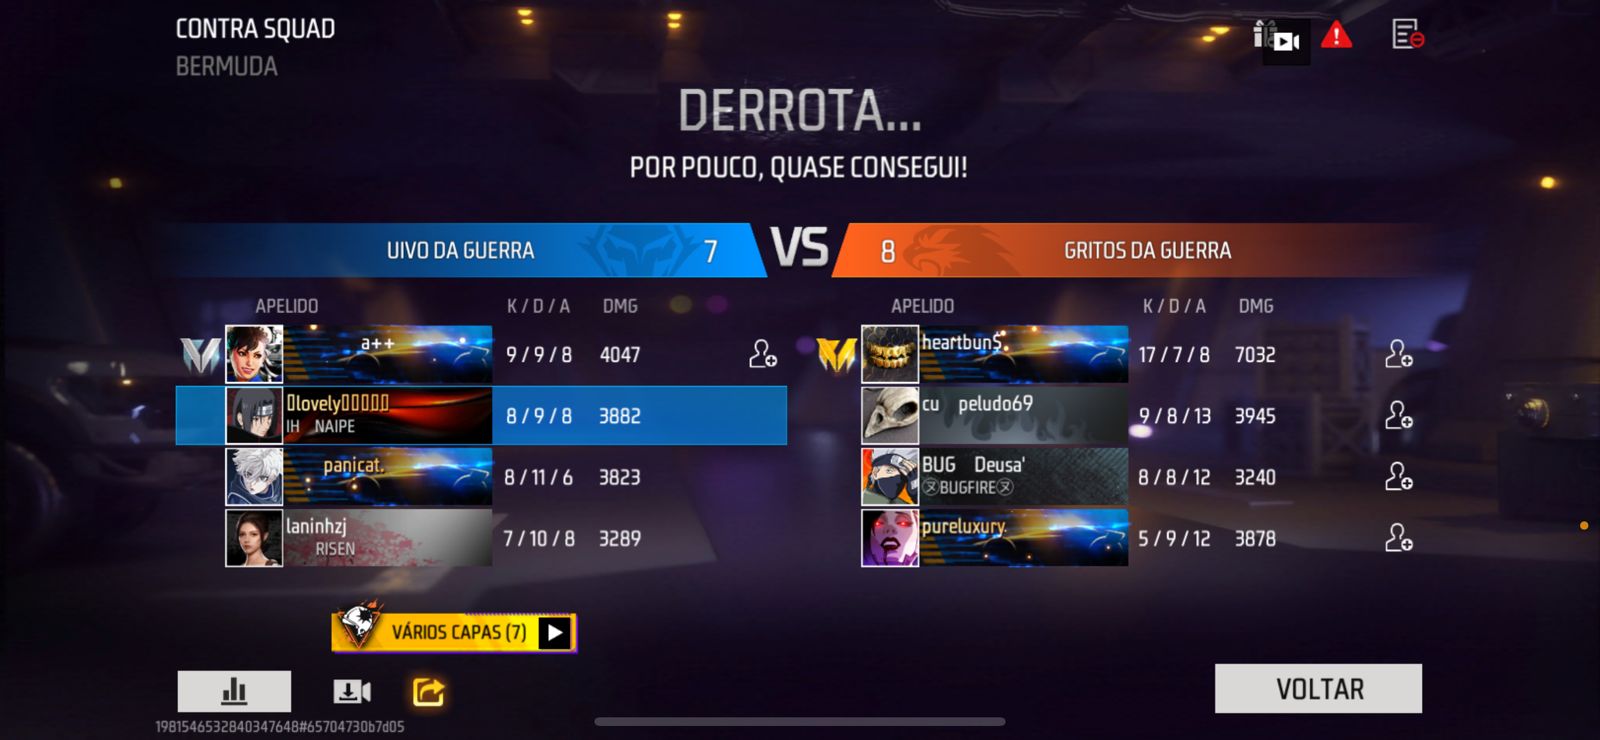 CONTRA SQUAD
BERMUDA
DERROTA...
POR POUCO, QUASE CONSEGUI!
UIVO DA GUERRA 7 VS 8 GRITOS DA GUERRA
APELIDO K / D / A DMG APELIDO K / D / A DMG
a++ 9 / 9 / 8 4047 heartbun$. 17 / 7 / 8 7032
lovely 8 / 9 / 8 3882 cu peludo69 9 / 8 / 13 3945
IH NAIPE
panicat. 8 / 11 / 6 3823 BUG Deusa' 8 / 8 / 12 3240
BUGFIRE
laninhzj 7 / 10 / 8 3289 pureluxury. 5 / 9 / 12 3878
RISEN
VÁRIOS CAPAS (7)
VOLTAR
1981546532840347648#65704730b7d05